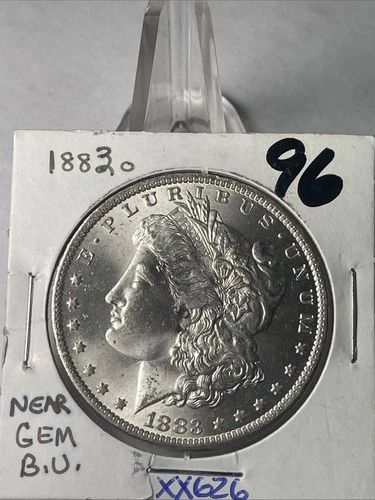 1883o
96
E·PLURIBUS·UNUM
1883
NEAR
GEM
B.U.
XX626